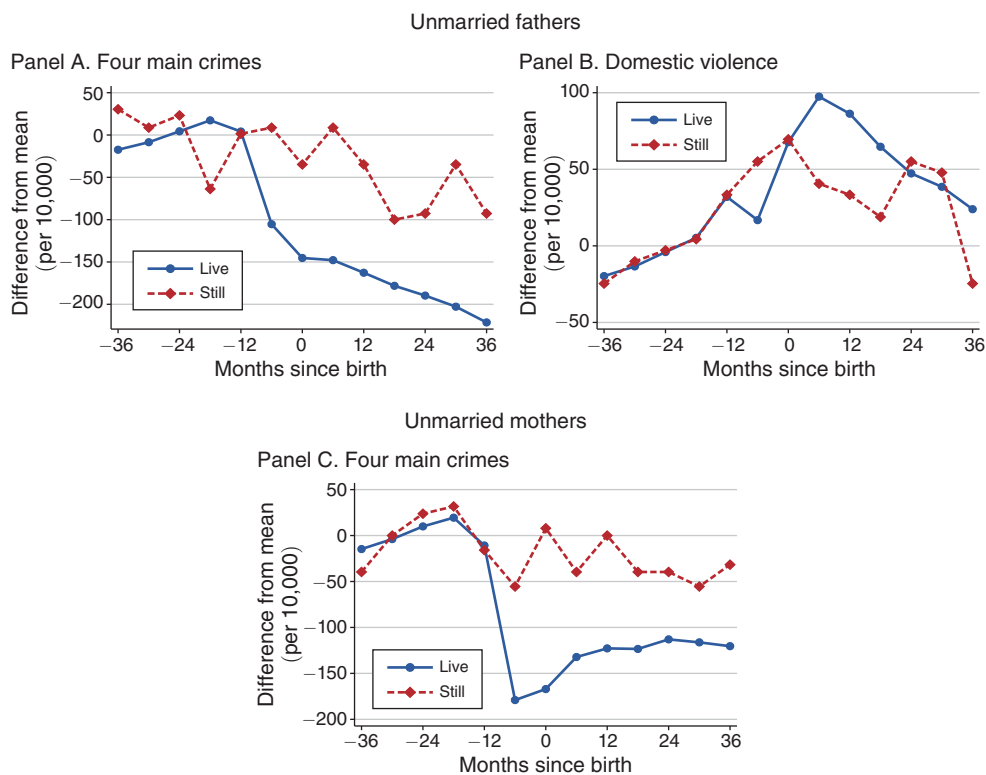 Unmarried fathers
Panel A. Four main crimes
Difference from mean
(per 10,000)
50
0
−50
−100
−150
−200
Live
Still
−36
−24
−12
0
12
24
36
Months since birth
Panel B. Domestic violence
Difference from mean
(per 10,000)
100
50
0
−50
Live
Still
−36
−24
−12
0
12
24
36
Months since birth
Unmarried mothers
Panel C. Four main crimes
Difference from mean
(per 10,000)
50
0
−50
−100
−150
−200
Live
Still
−36
−24
−12
0
12
24
36
Months since birth